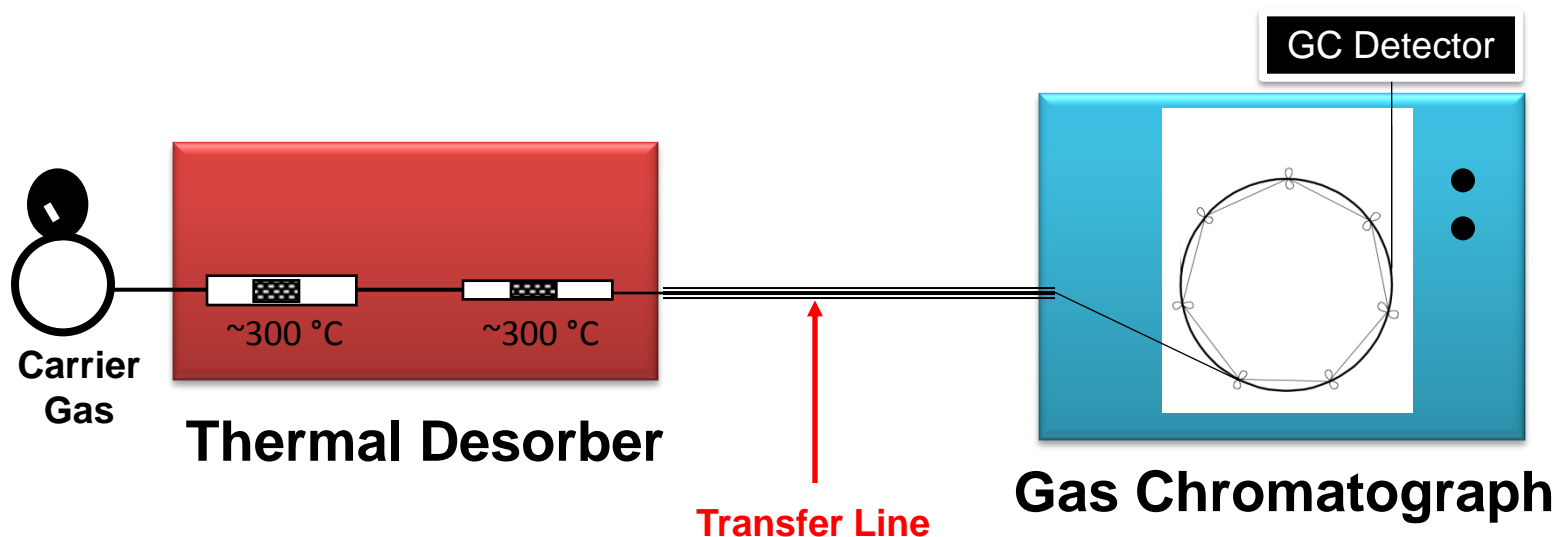 GC Detector
~300 °C
~300 °C
Carrier
Gas
Thermal Desorber
Gas Chromatograph
Transfer Line